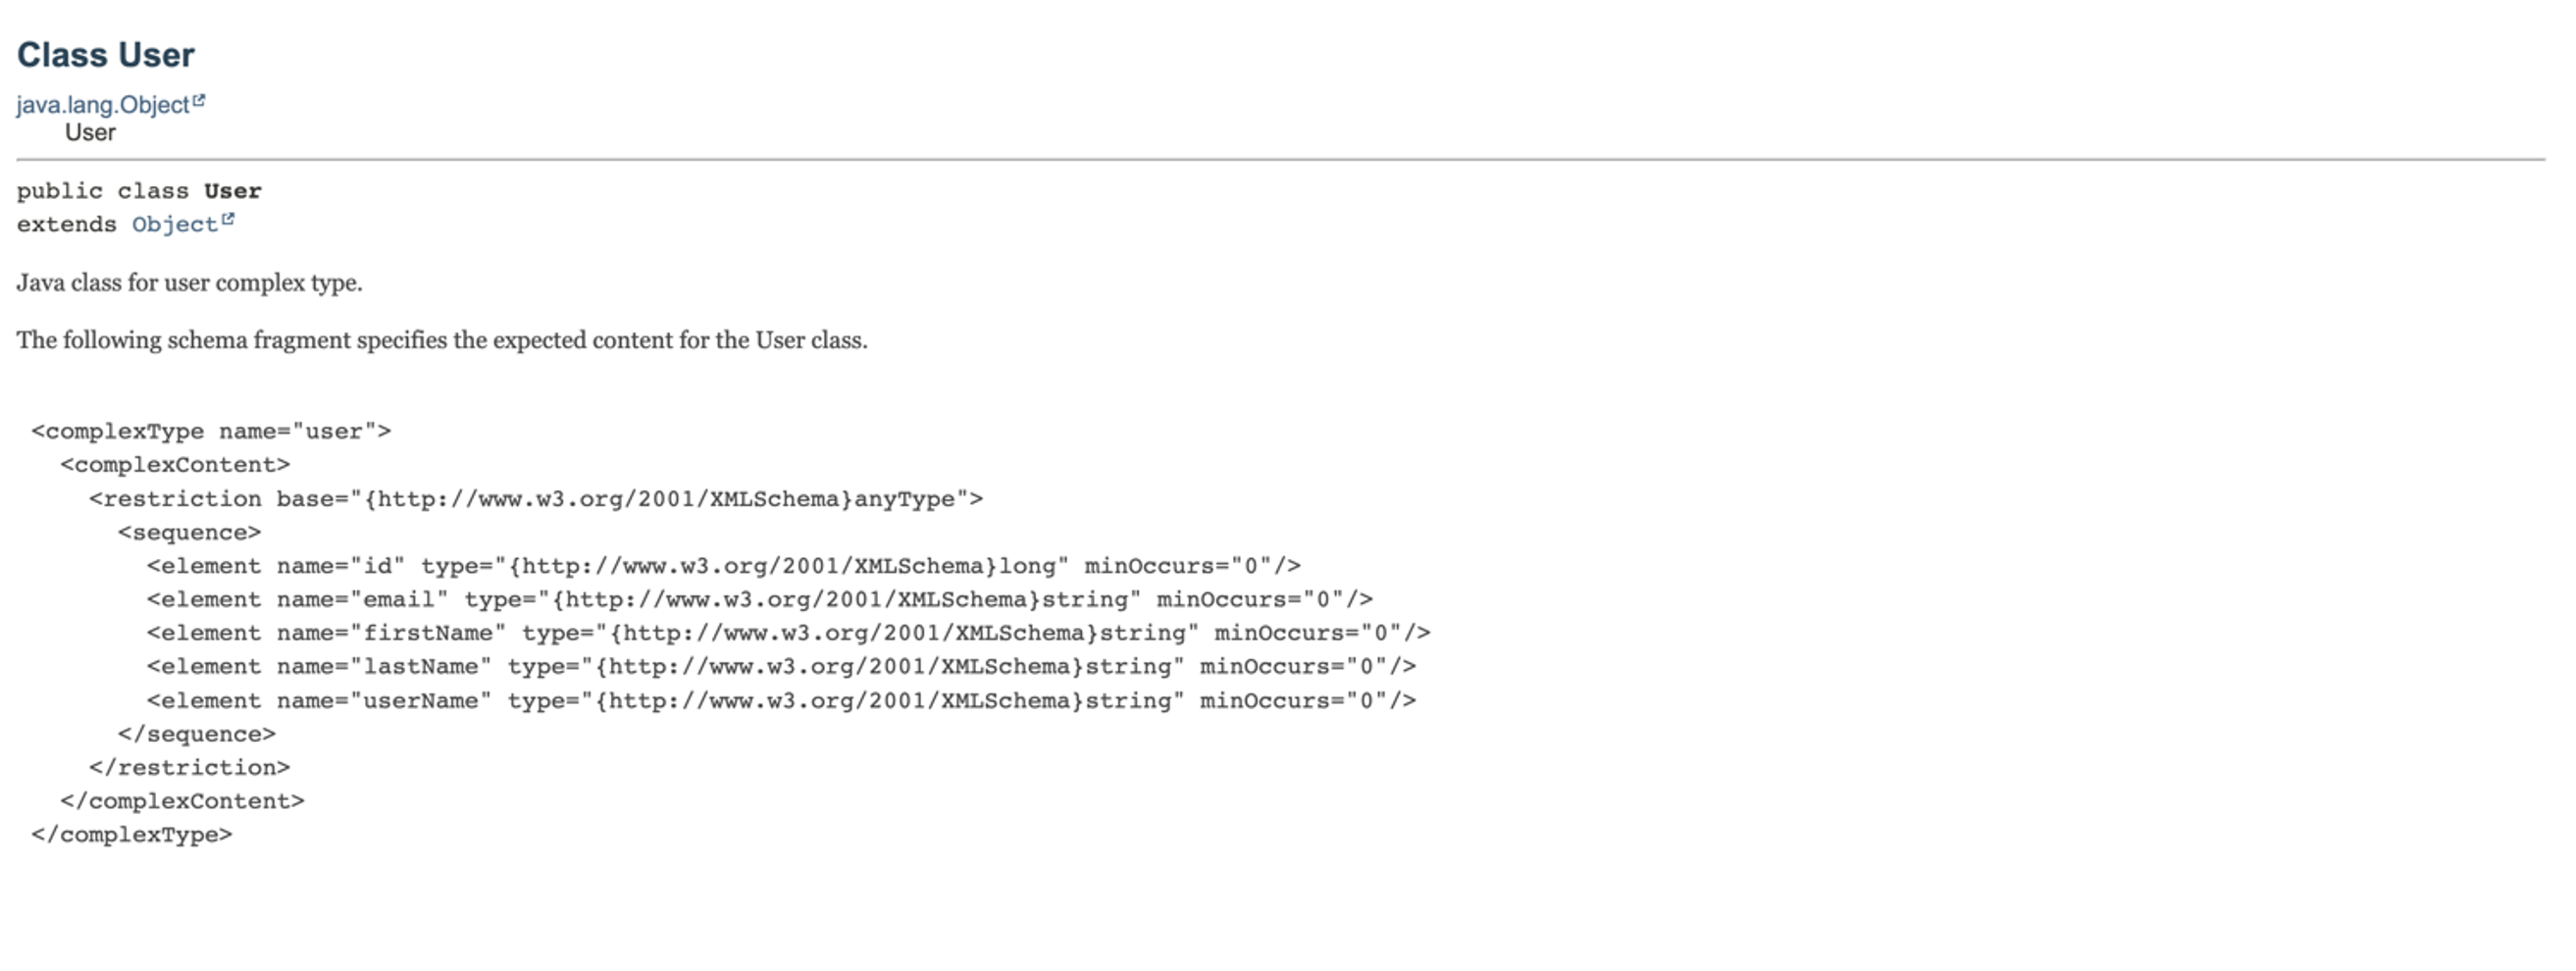 Class User
java.lang.Object
User
public class User
extends Object
Java class for user complex type.
The following schema fragment specifies the expected content for the User class.
<complexType name="user">
  <complexContent>
    <restriction base="{http://www.w3.org/2001/XMLSchema}anyType">
      <sequence>
        <element name="id" type="{http://www.w3.org/2001/XMLSchema}long" minOccurs="0"/>
        <element name="email" type="{http://www.w3.org/2001/XMLSchema}string" minOccurs="0"/>
        <element name="firstName" type="{http://www.w3.org/2001/XMLSchema}string" minOccurs="0"/>
        <element name="lastName" type="{http://www.w3.org/2001/XMLSchema}string" minOccurs="0"/>
        <element name="userName" type="{http://www.w3.org/2001/XMLSchema}string" minOccurs="0"/>
      </sequence>
    </restriction>
  </complexContent>
</complexType>